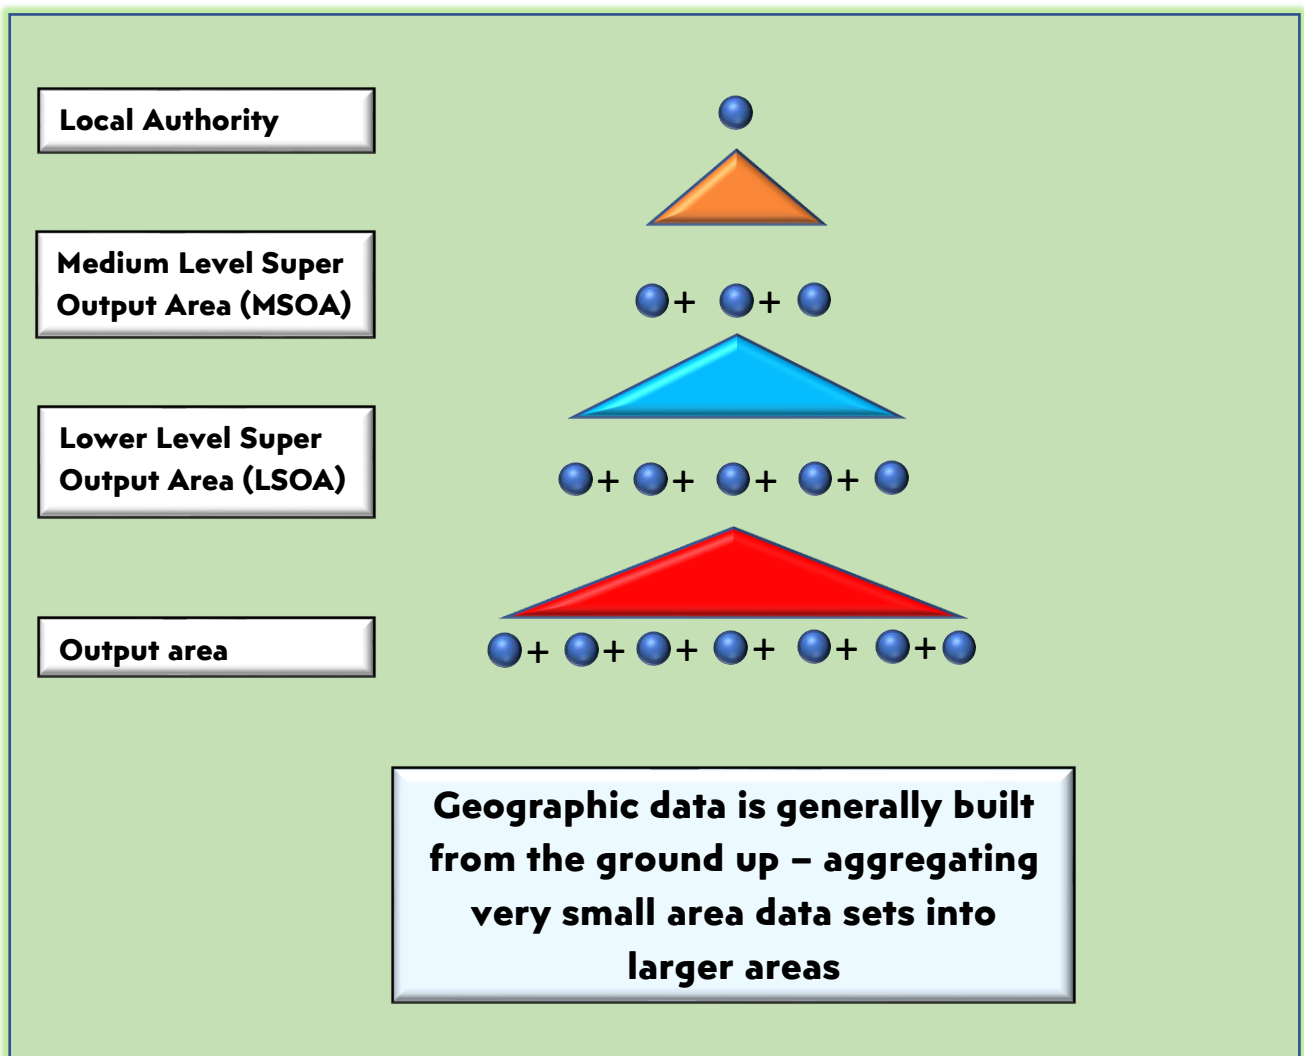 Local Authority
Medium Level Super
Output Area (MSOA)
+ +
Lower Level Super
Output Area (LSOA)
+ + + +
Output area
+ + + + + +
Geographic data is generally built
from the ground up – aggregating
very small area data sets into
larger areas